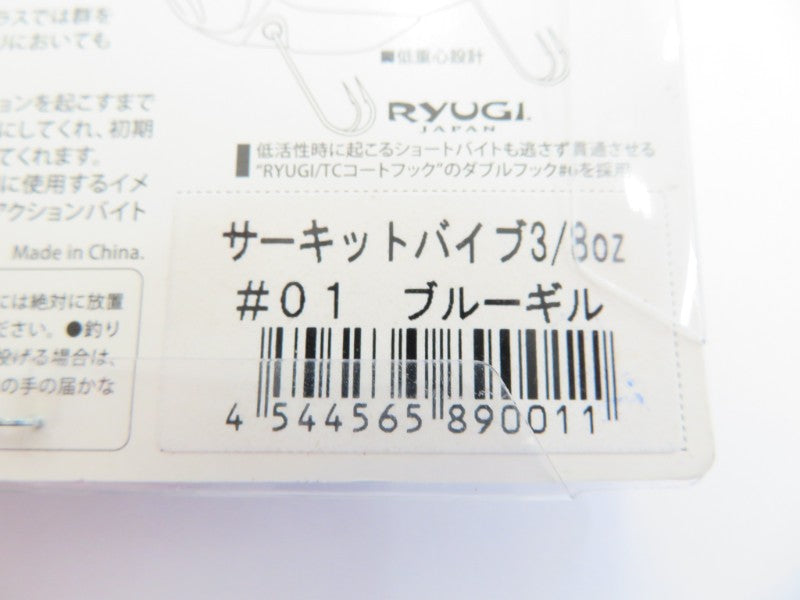 ラスでは群を
りにおいても
■低重心設計
ョンを起こすまで
にしてくれ、初期
てくれます。
に使用するイメ
アクションバイト
Made in China.
RYUGI.
JAPAN
低活性時に起こるショートバイトも逃さず貫通させる
"RYUGI/TCコートフック"のダブルフック#6を採用
には絶対に放置
ださい。●釣り
投げる場合は、
の手の届かな
サーキットバイブ3/8oz
#01 ブルーギル
4 544565 890011